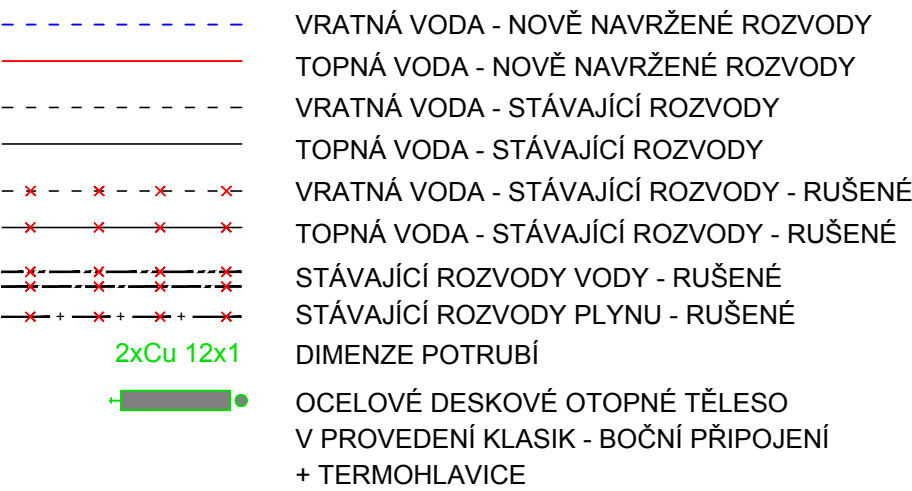 VRATNÁ VODA - NOVĚ NAVRŽENÉ ROZVODY
TOPNÁ VODA - NOVĚ NAVRŽENÉ ROZVODY
VRATNÁ VODA - STÁVAJÍCÍ ROZVODY
TOPNÁ VODA - STÁVAJÍCÍ ROZVODY
VRATNÁ VODA - STÁVAJÍCÍ ROZVODY - RUŠENÉ
TOPNÁ VODA - STÁVAJÍCÍ ROZVODY - RUŠENÉ
STÁVAJÍCÍ ROZVODY VODY - RUŠENÉ
STÁVAJÍCÍ ROZVODY PLYNU - RUŠENÉ
2xCu 12x1 DIMENZE POTRUBÍ
OCELOVÉ DESKOVÉ OTOPNÉ TĚLESO
V PROVEDENÍ KLASIK - BOČNÍ PŘIPOJENÍ
+ TERMOHLAVICE